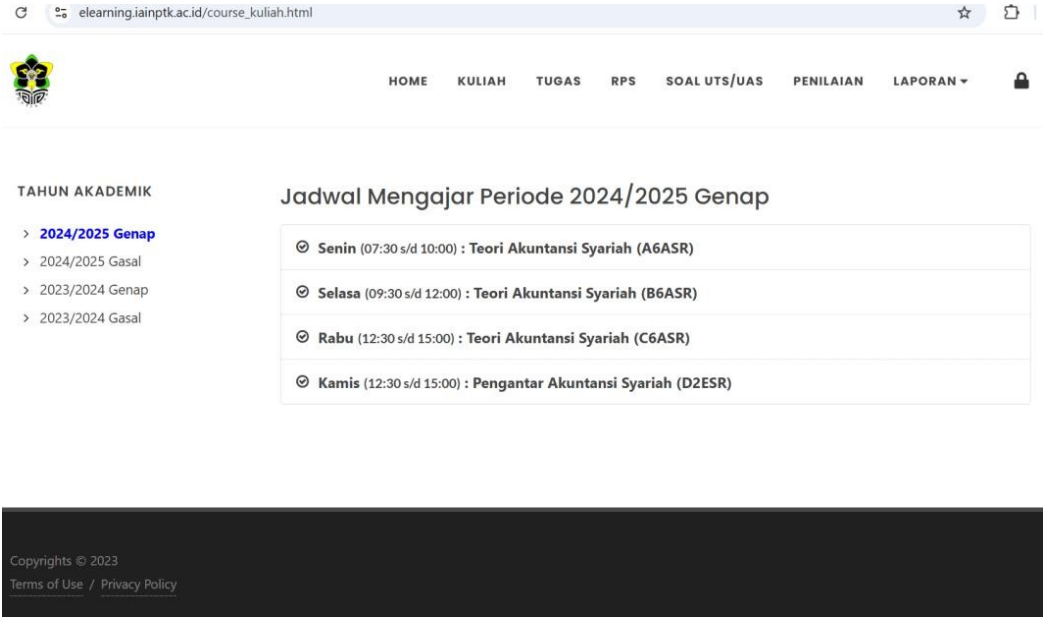 elearning.iainptk.ac.id/course_kuliah.html
HOME KULIAH TUGAS RPS SOAL UTS/UAS PENILAIAN LAPORAN
TAHUN AKADEMIK
2024/2025 Genap
2024/2025 Gasal
2023/2024 Genap
2023/2024 Gasal
Jadwal Mengajar Periode 2024/2025 Genap
Senin (07:30 s/d 10:00) : Teori Akuntansi Syariah (A6ASR)
Selasa (09:30 s/d 12:00) : Teori Akuntansi Syariah (B6ASR)
Rabu (12:30 s/d 15:00) : Teori Akuntansi Syariah (C6ASR)
Kamis (12:30 s/d 15:00) : Pengantar Akuntansi Syariah (D2ESR)
Copyrights © 2023
Terms of Use / Privacy Policy